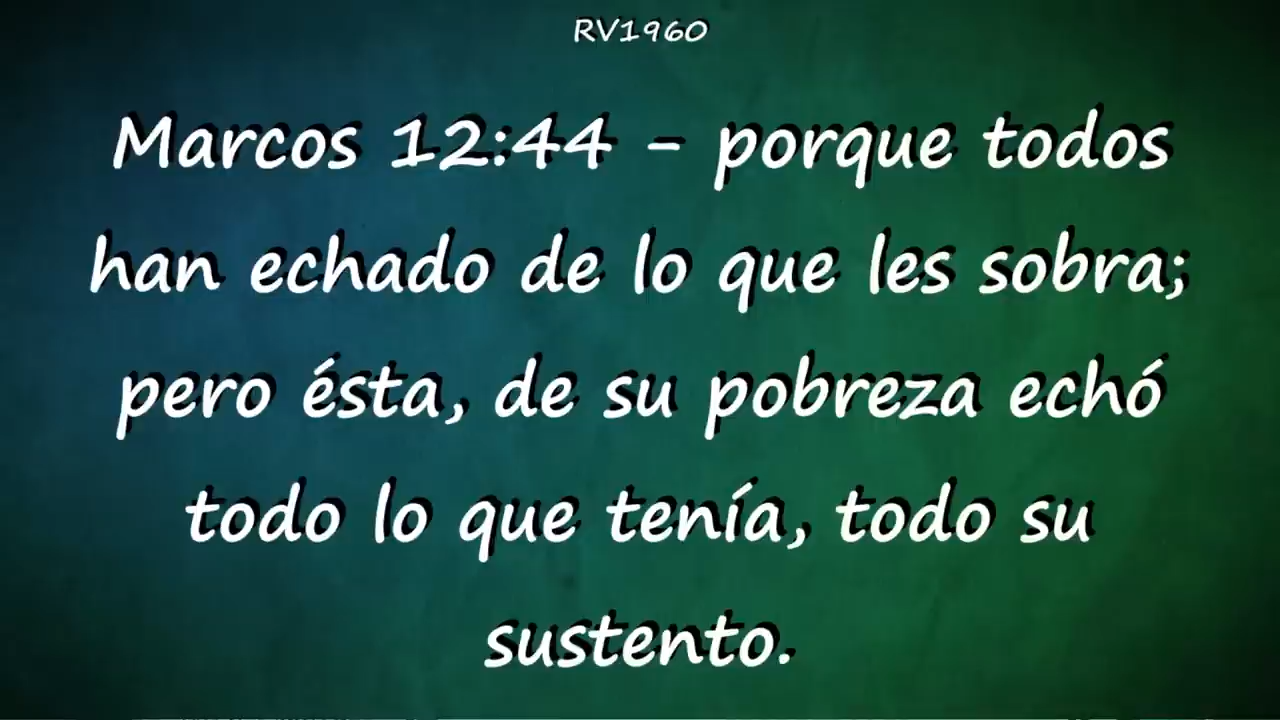 RV1960
Marcos 12:44 - porque todos
han echado de lo que les sobra;
pero ésta, de su pobreza echó
todo lo que tenía, todo su
sustento.